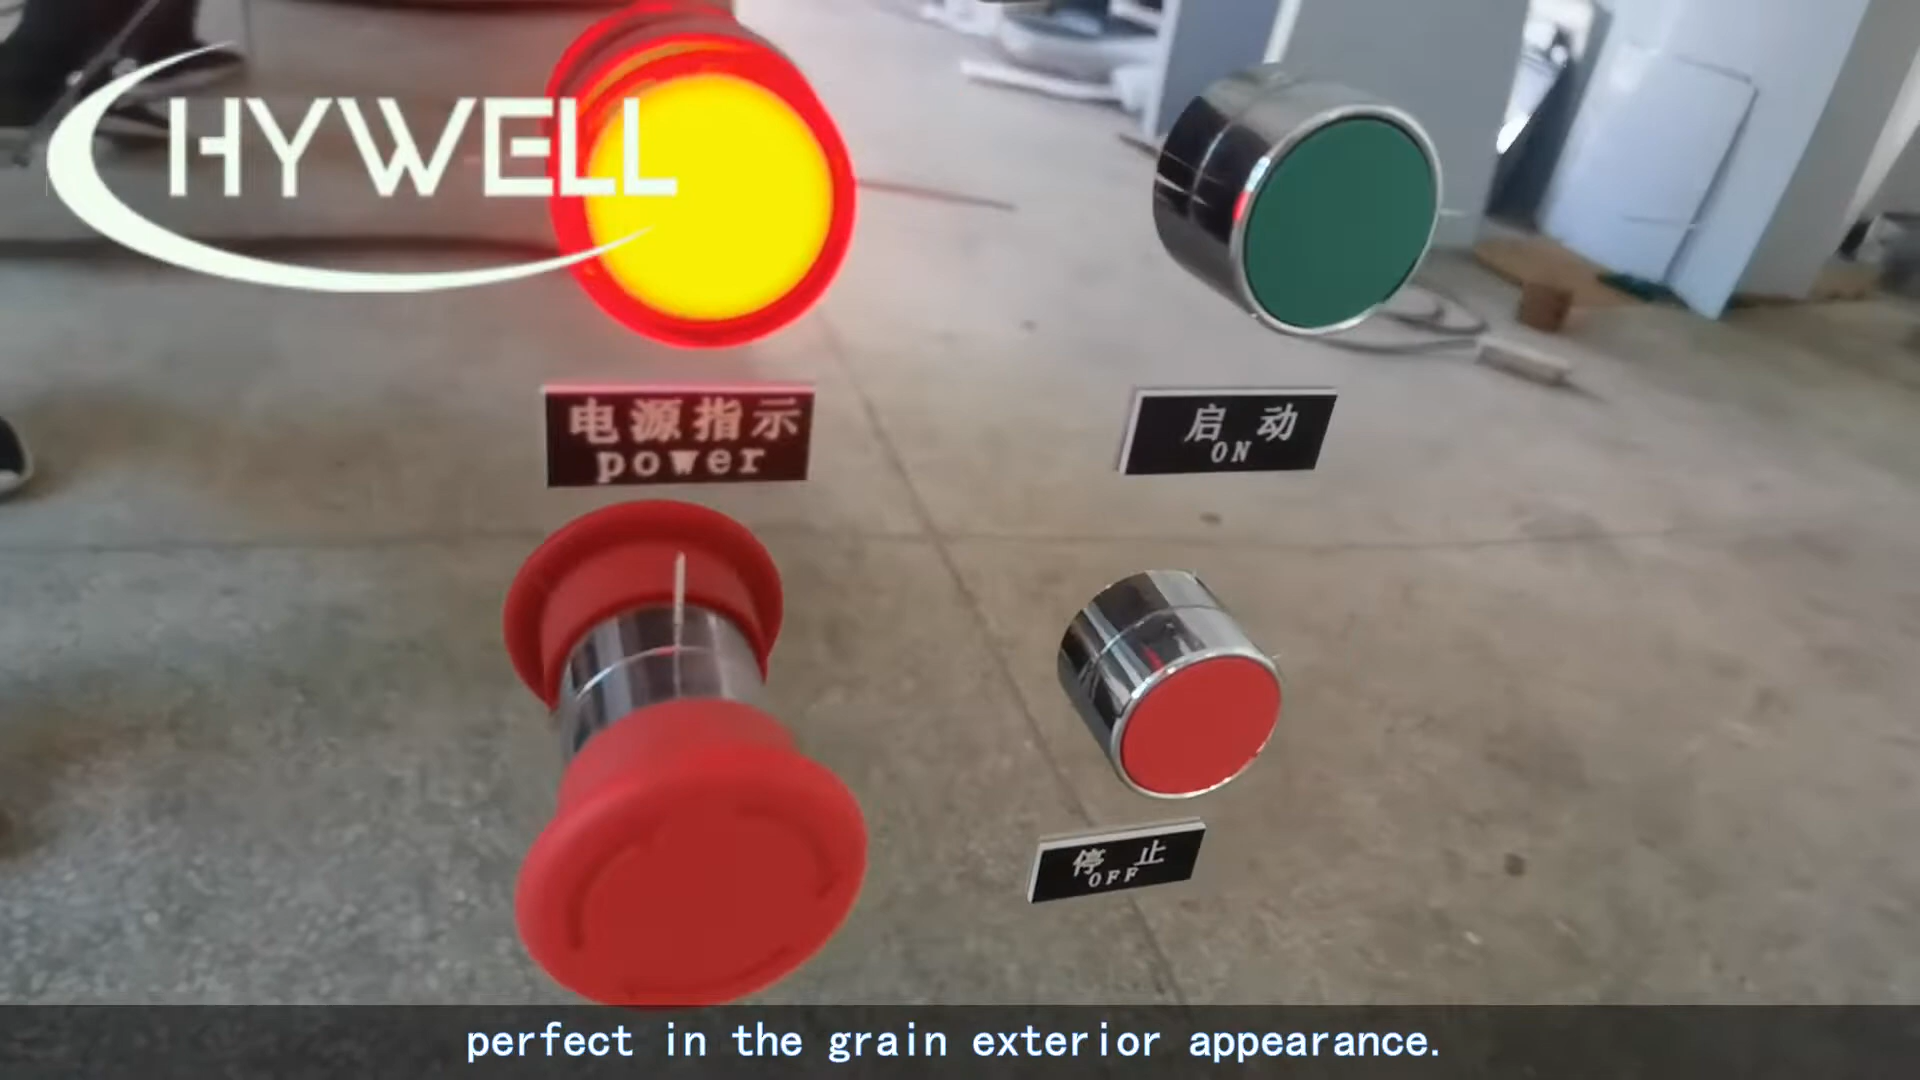 HYWELL
电源指示
power
启动
ON
停止
OFF
perfect in the grain exterior appearance.